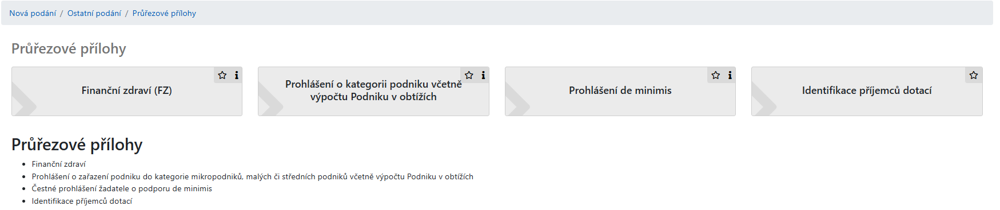 Nová podání / Ostatní podání / Průřezové přílohy
Průřezové přílohy
Finanční zdraví (FZ)
Prohlášení o kategorii podniku včetně
výpočtu Podniku v obtížích
Prohlášení de minimis
Identifikace příjemců dotací
Průřezové přílohy
• Finanční zdraví
• Prohlášení o zařazení podniku do kategorie mikropodniků, malých či středních podniků včetně výpočtu Podniku v obtížích
• Čestné prohlášení žadatele o podporu de minimis
• Identifikace příjemců dotací